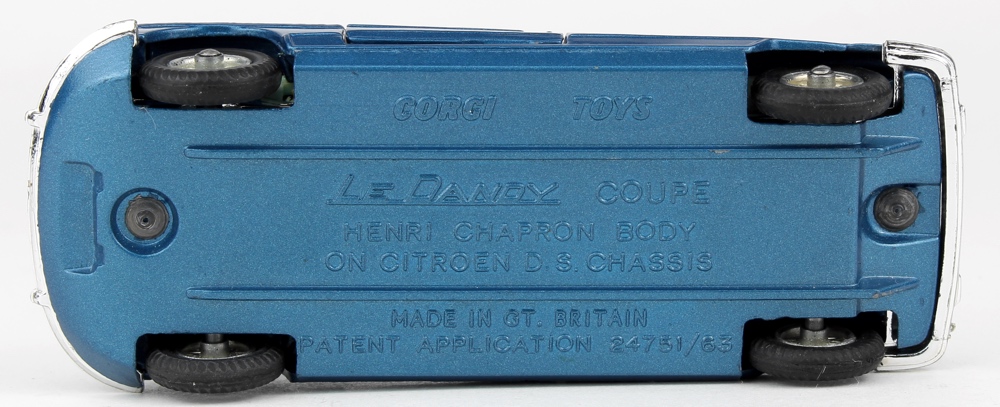 CORGI TOYS
LE DANDY COUPE
HENRI CHAPRON BODY
ON CITROEN D.S. CHASSIS
MADE IN GT. BRITAIN
PATENT APPLICATION 24751/63